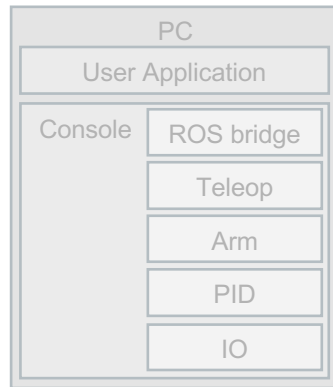 PC
User Application
Console
ROS bridge
Teleop
Arm
PID
IO